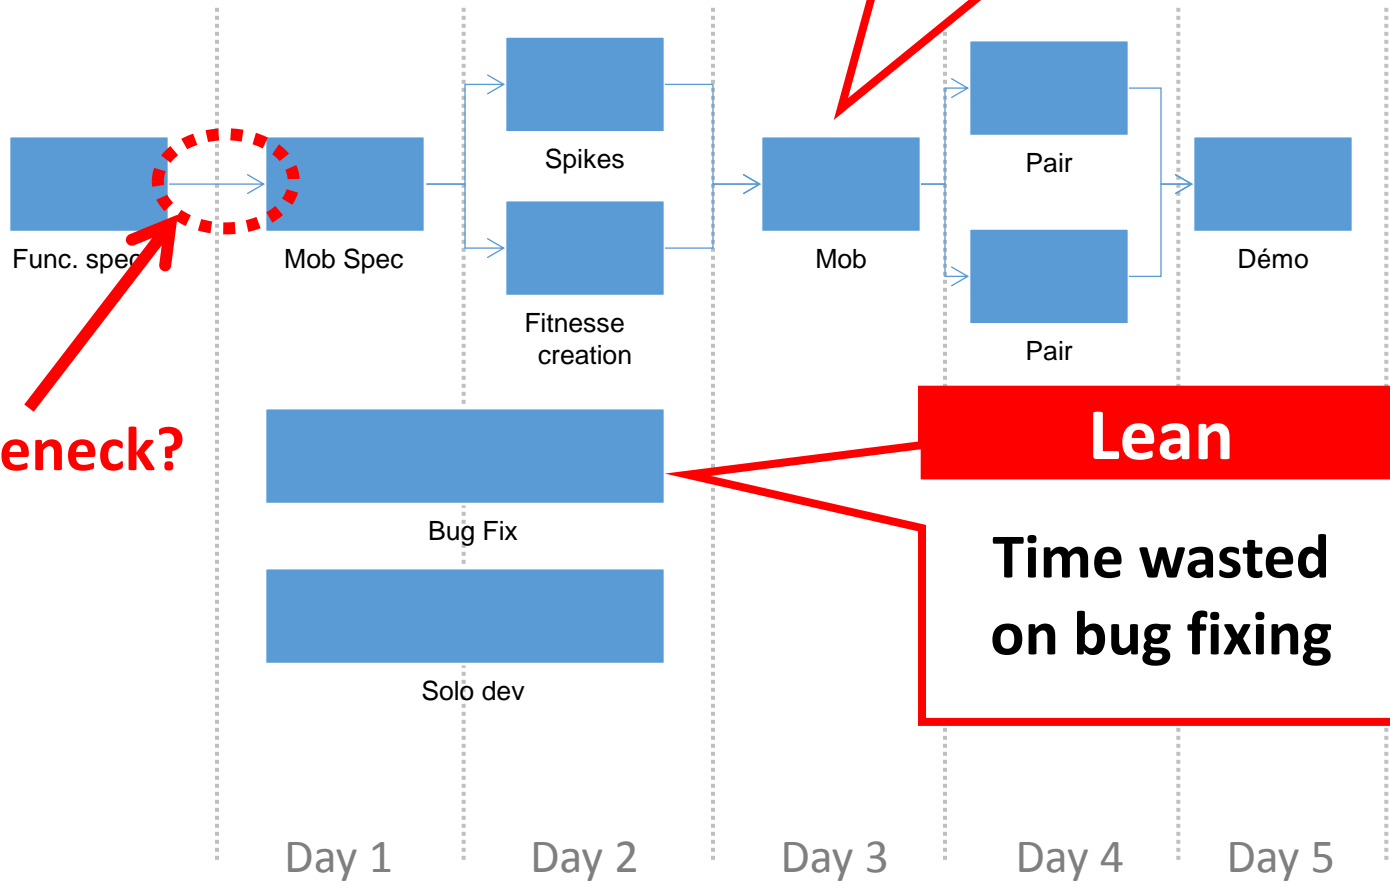 Spikes
Pair
Func. spec
Mob Spec
Mob
Démo
Fitnesse
creation
Pair
eneck?
Lean
Bug Fix
Time wasted
on bug fixing
Solo dev
Day 1
Day 2
Day 3
Day 4
Day 5